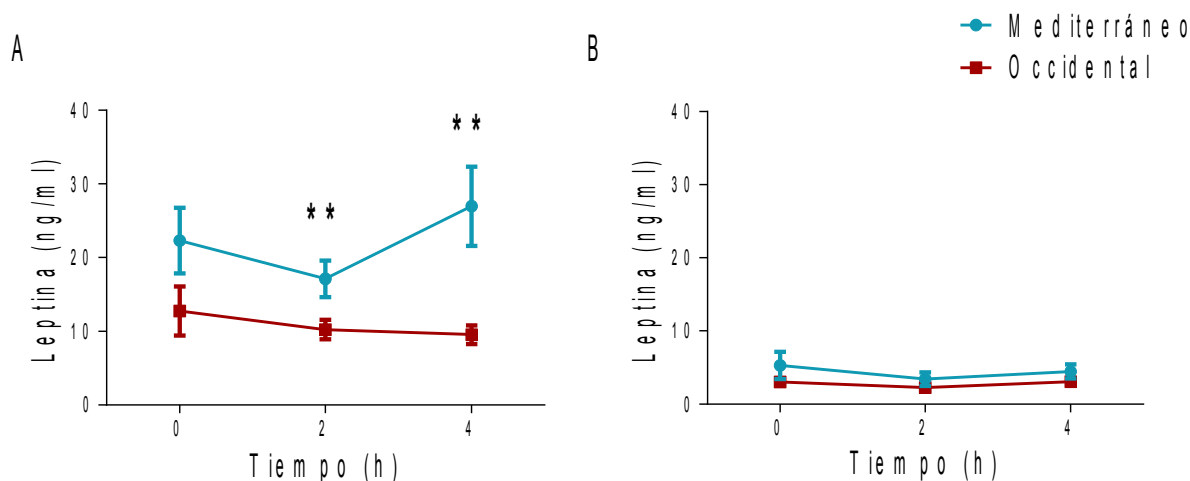 A
B
Mediterráneo
Occidental
Leptina (ng/ml)
40
30
20
10
0
**
**
0
2
4
Tiempo (h)
Leptina (ng/ml)
40
30
20
10
0
0
2
4
Tiempo (h)